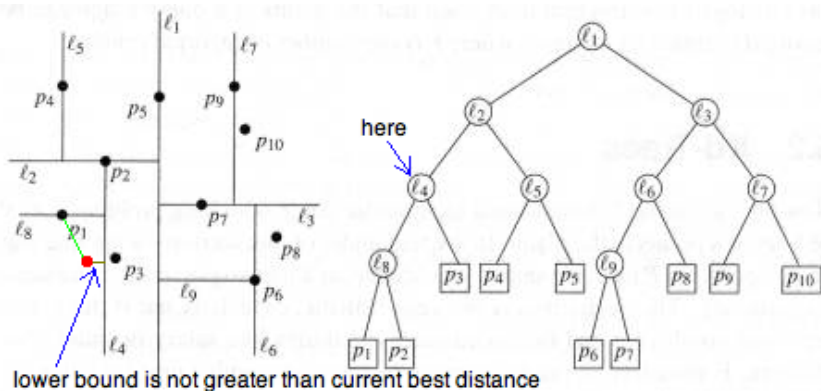 ℓ1
ℓ5
ℓ7
p4
p5
p9
p10
ℓ2
p2
ℓ8
p1
p7
ℓ3
p3
p8
ℓ9
p6
ℓ4
ℓ6
lower bound is not greater than current best distance
here
ℓ1
ℓ2
ℓ3
ℓ4
ℓ5
ℓ6
ℓ7
ℓ8
p3
p4
p5
ℓ9
p8
p9
p10
p1
p2
p6
p7